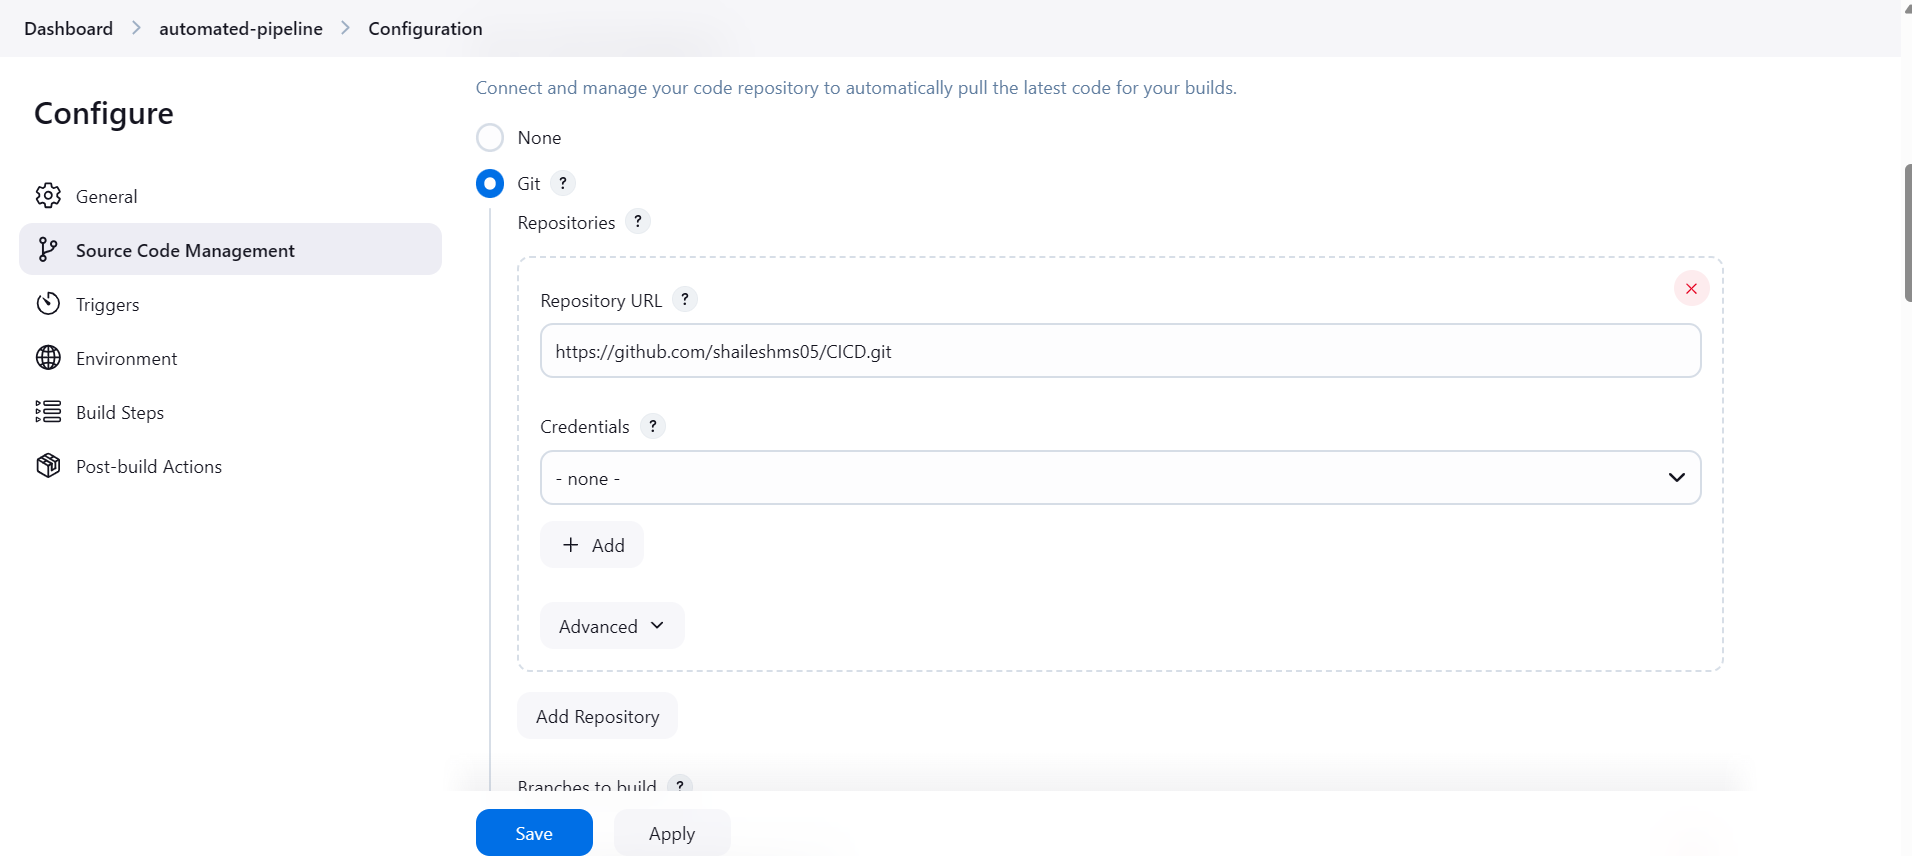 Dashboard > automated-pipeline > Configuration
Configure
General
Source Code Management
Triggers
Environment
Build Steps
Post-build Actions
Connect and manage your code repository to automatically pull the latest code for your builds.
None
Git ?
Repositories ?
Repository URL ?
https://github.com/shaileshms05/CICD.git
Credentials ?
- none -
+ Add
Advanced
Add Repository
Branches to build ?
Save
Apply